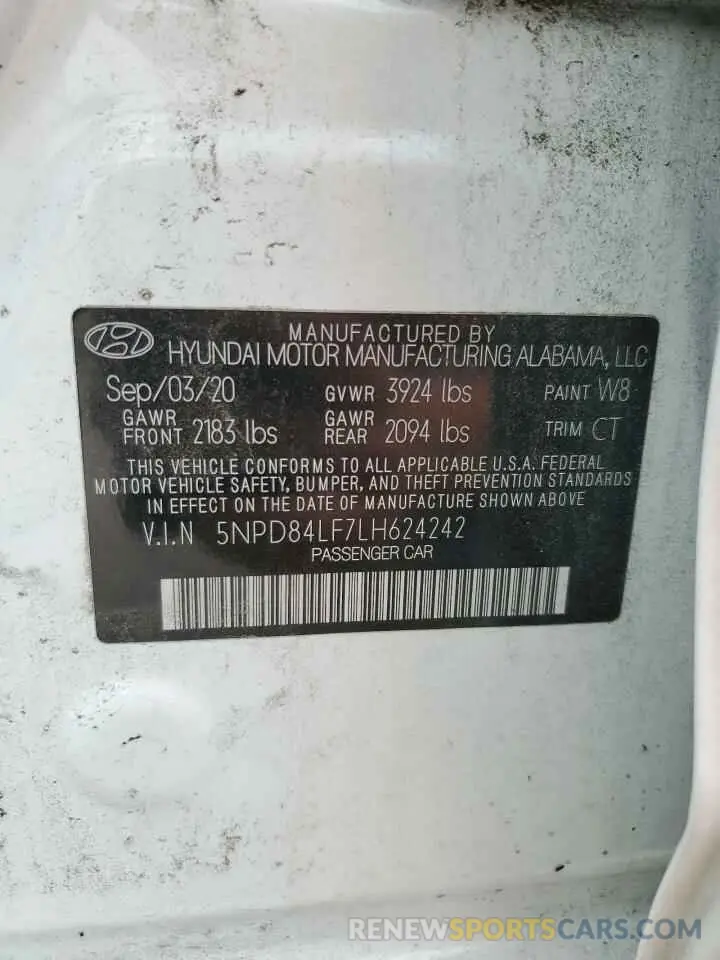 MANUFACTURED BY
HYUNDAI MOTOR MANUFACTURING ALABAMA, LLC
Sep/03/20 GVWR 3924 lbs PAINT W8
GAWR FRONT 2183 lbs GAWR REAR 2094 lbs TRIM CT
THIS VEHICLE CONFORMS TO ALL APPLICABLE U.S.A. FEDERAL
MOTOR VEHICLE SAFETY, BUMPER, AND THEFT PREVENTION STANDARDS
IN EFFECT ON THE DATE OF MANUFACTURE SHOWN ABOVE
V.I.N 5NPD84LF7LH624242
PASSENGER CAR
RENEWSPORTSCARS.COM